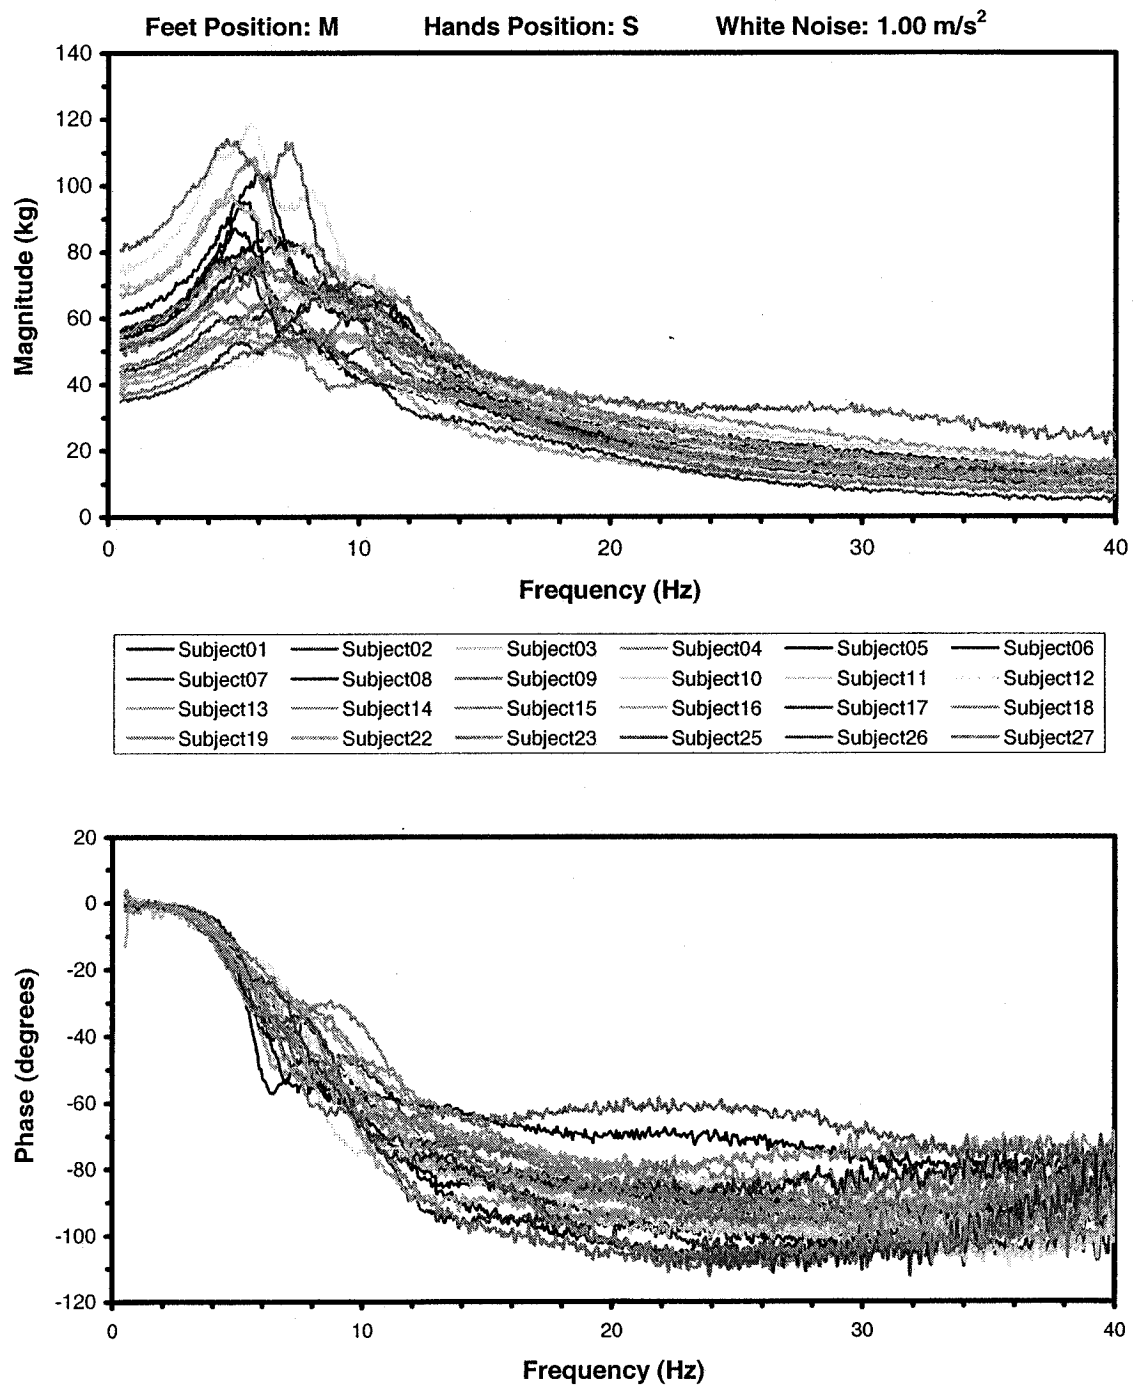 Feet Position: M Hands Position: S White Noise: 1.00 m/s²
140
120
100
80
60
40
20
0
Magnitude (kg)
0 10 20 30 40
Frequency (Hz)
Subject01 Subject02 Subject03 Subject04 Subject05 Subject06
Subject07 Subject08 Subject09 Subject10 Subject11 Subject12
Subject13 Subject14 Subject15 Subject16 Subject17 Subject18
Subject19 Subject22 Subject23 Subject25 Subject26 Subject27
20
0
-20
-40
-60
-80
-100
-120
Phase (degrees)
0 10 20 30 40
Frequency (Hz)